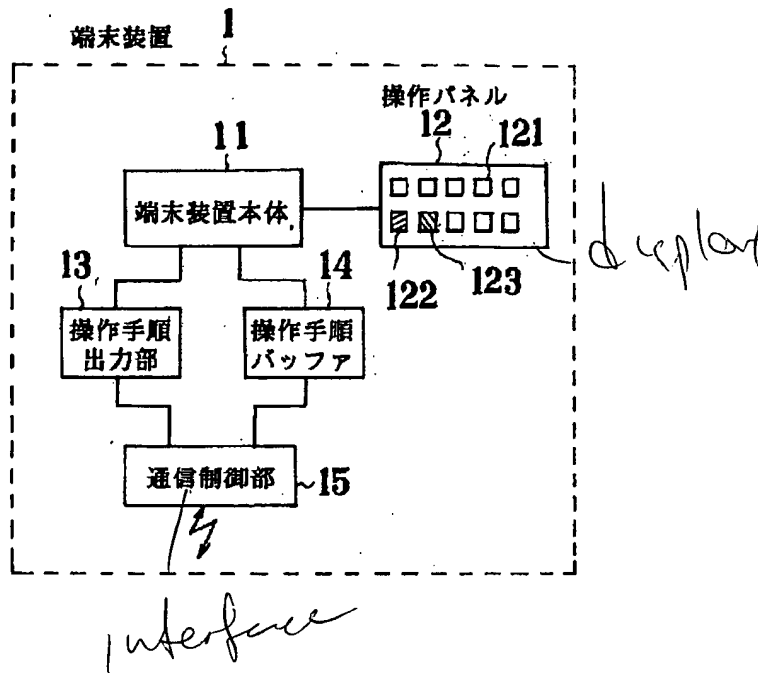 端末装置
1
操作パネル
12
121
11
端末装置本体
122
123
display
13
操作手順
出力部
14
操作手順
バッファ
通信制御部
15
interface